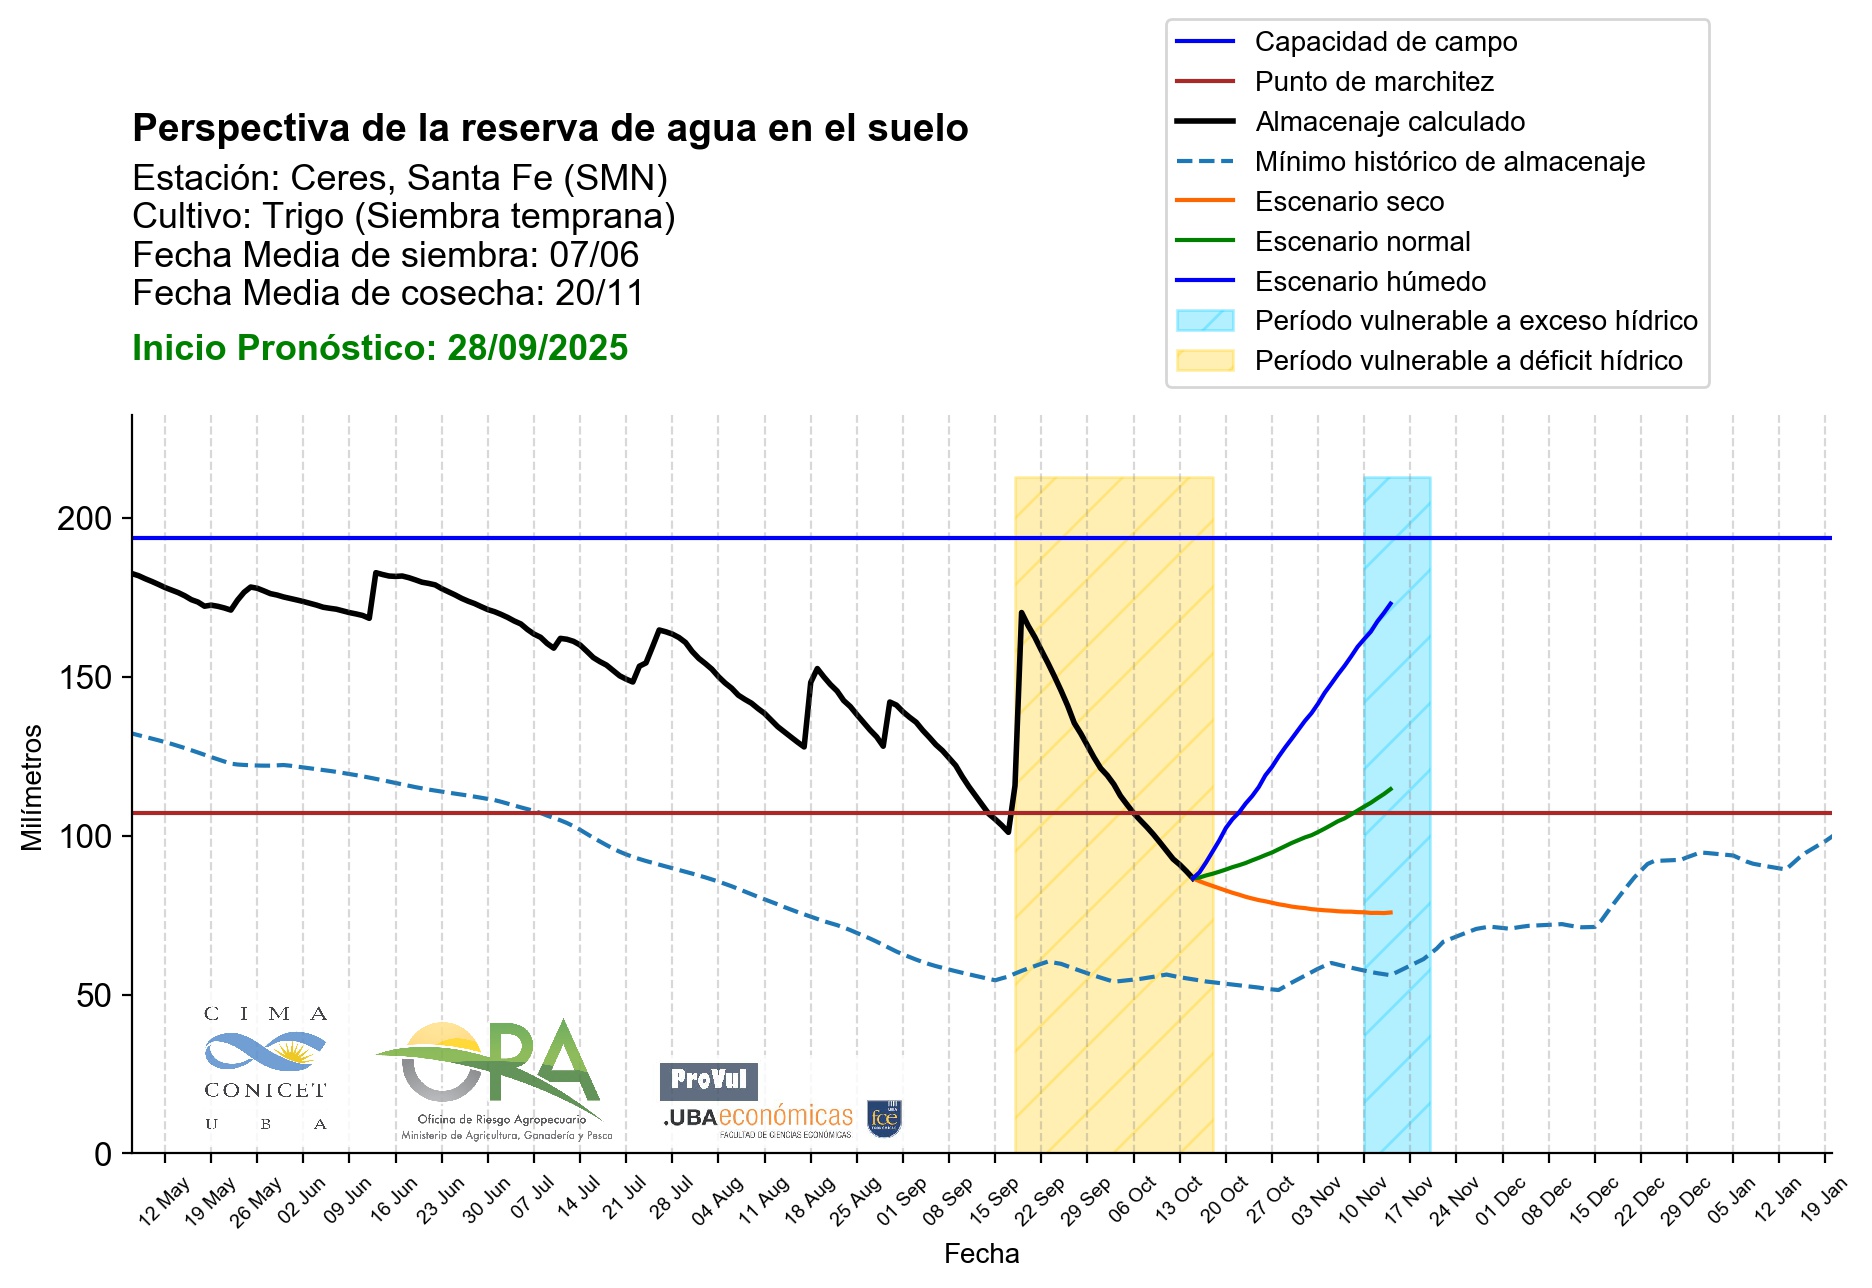 Capacidad de campo
Punto de marchitez
Almacenaje calculado
Mínimo histórico de almacenaje
Escenario seco
Escenario normal
Escenario húmedo
Período vulnerable a exceso hídrico
Período vulnerable a déficit hídrico
Perspectiva de la reserva de agua en el suelo
Estación: Ceres, Santa Fe (SMN)
Cultivo: Trigo (Siembra temprana)
Fecha Media de siembra: 07/06
Fecha Media de cosecha: 20/11
Inicio Pronóstico: 28/09/2025
Milímetros
200
150
100
50
0
CIMA
CONICET
UBA
ORA
Oficina de Riesgo Agropecuario
Ministerio de Agricultura, Ganadería y Pesca
ProVul
.UBAeconómicas
FACULTAD DE CIENCIAS ECONÓMICAS
UBA
fce
ECONÓMICAS
12 May
19 May
26 May
02 Jun
09 Jun
16 Jun
23 Jun
30 Jun
07 Jul
14 Jul
21 Jul
28 Jul
04 Aug
11 Aug
18 Aug
25 Aug
01 Sep
08 Sep
15 Sep
22 Sep
29 Sep
06 Oct
13 Oct
20 Oct
27 Oct
03 Nov
10 Nov
17 Nov
24 Nov
01 Dec
08 Dec
15 Dec
22 Dec
29 Dec
05 Jan
12 Jan
19 Jan
Fecha